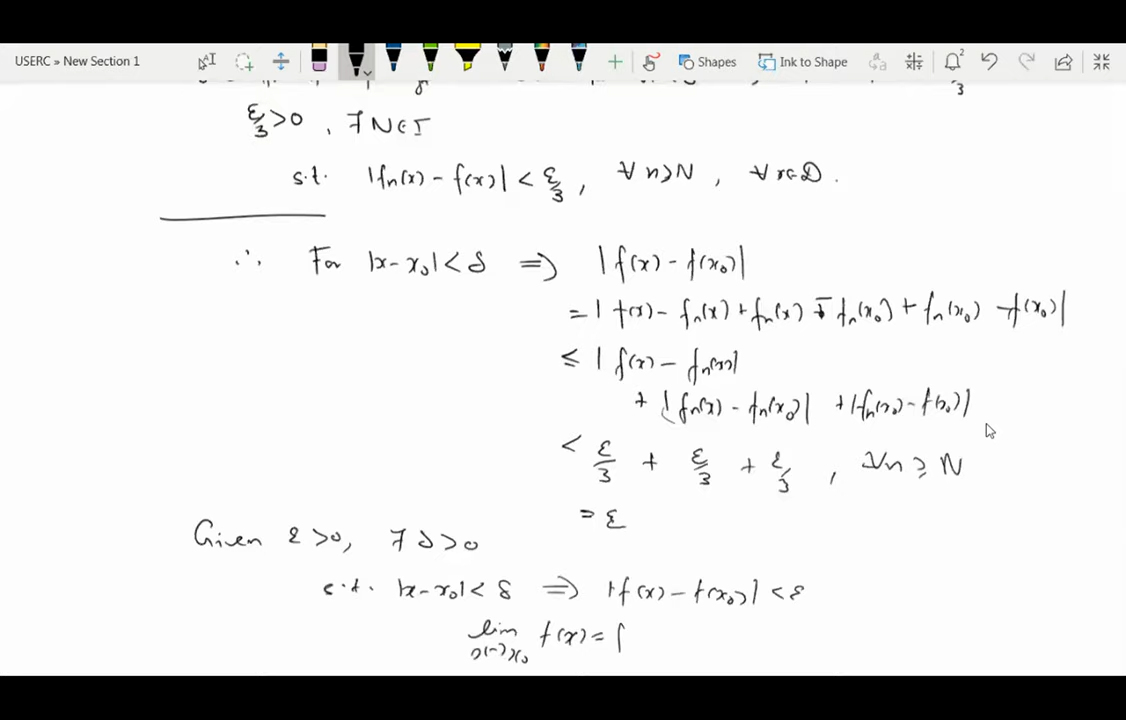 USERC » New Section 1
Shapes
Ink to Shape
3
ε/3 > 0 , ∃ N ∈ I
s.t. |fn(x) - f(x)| < ε/3 , ∀ n ≥ N , ∀ x ∈ D .
∴ For |x - x₀| < δ ⇒ |f(x) - f(x₀)|
= | f(x) - fn(x) + fn(x) - fn(x₀) + fn(x₀) - f(x₀)|
≤ | f(x) - fn(x)|
+ |fn(x) - fn(x₀)| + |fn(x₀) - f(x₀)|
< ε/3 + ε/3 + ε/3 , ∀n ≥ N
= ε
Given ε > 0, ∃ δ > 0
s.t. |x - x₀| < δ ⇒ |f(x) - f(x₀)| < ε
lim x→x₀ f(x) =